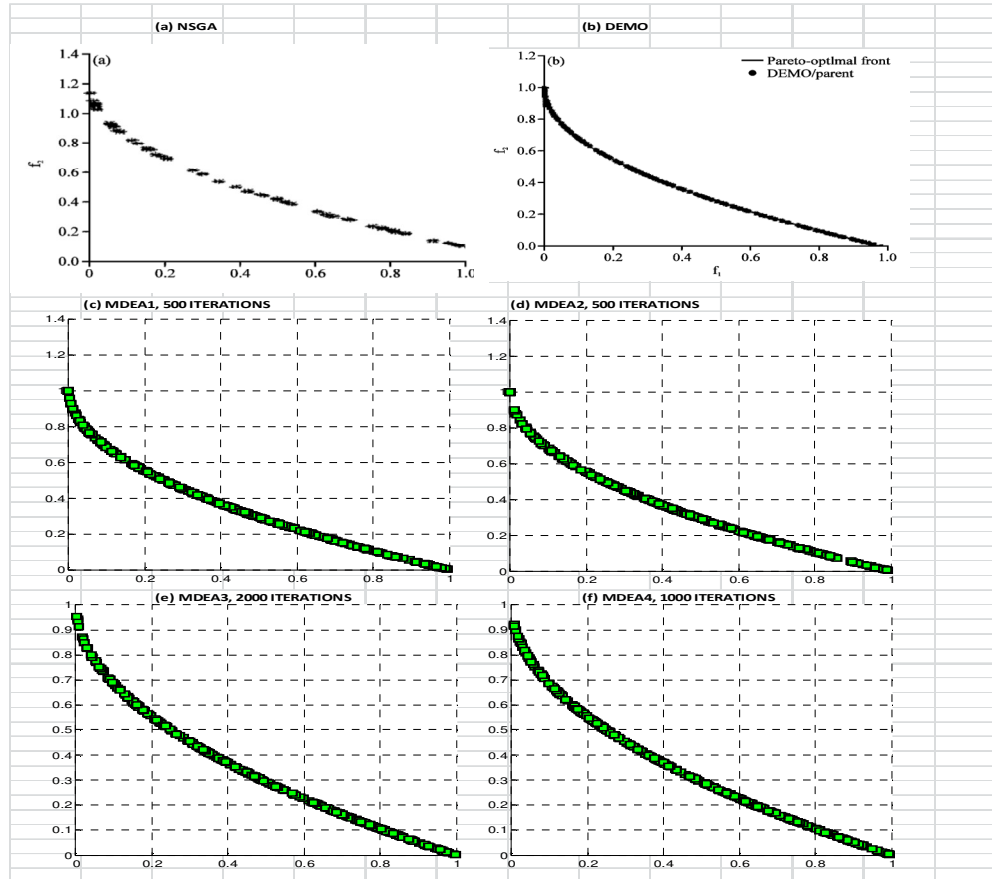 (a) NSGA
(b) DEMO
(a)
1.4
1.2
1.0
0.8
0.6
0.4
0.2
0.0
f₂
0 0.2 0.4 0.6 0.8 1.0
(b)
Pareto-optimal front
DEMO/parent
1.2
1.0
0.8
0.6
0.4
0.2
0.0
f₂
0 0.2 0.4 0.6 0.8 1.0
f₁
(c) MDEA1, 500 ITERATIONS
1.4
1.2
1
0.8
0.6
0.4
0.2
0
0 0.2 0.4 0.6 0.8 1
(d) MDEA2, 500 ITERATIONS
1.4
1.2
1
0.8
0.6
0.4
0.2
0
0 0.2 0.4 0.6 0.8 1
(e) MDEA3, 2000 ITERATIONS
1
0.9
0.8
0.7
0.6
0.5
0.4
0.3
0.2
0.1
0
0 0.2 0.4 0.6 0.8 1
(f) MDEA4, 1000 ITERATIONS
1
0.9
0.8
0.7
0.6
0.5
0.4
0.3
0.2
0.1
0
0 0.2 0.4 0.6 0.8 1